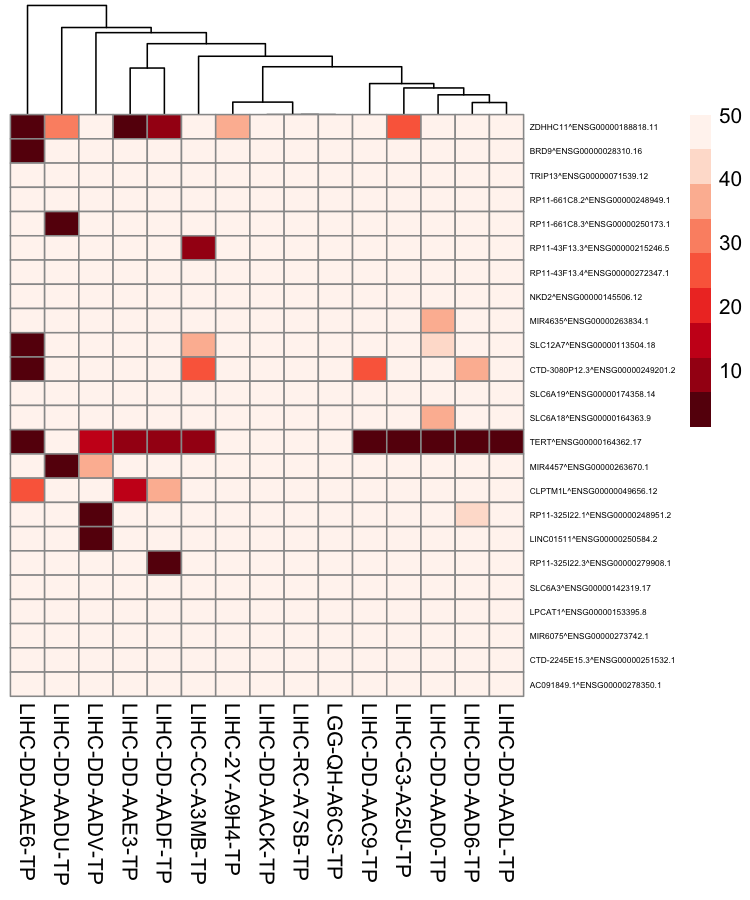 50
40
30
20
10
ZDHHC11^ENSG00000188818.11
BRD9^ENSG00000028310.16
TRIP13^ENSG00000071539.12
RP11-661C8.2^ENSG00000248949.1
RP11-661C8.3^ENSG00000250173.1
RP11-43F13.3^ENSG00000215246.5
RP11-43F13.4^ENSG00000272347.1
NKD2^ENSG00000145506.12
MIR4635^ENSG00000263834.1
SLC12A7^ENSG00000113504.18
CTD-3080P12.3^ENSG00000249201.2
SLC6A19^ENSG00000174358.14
SLC6A18^ENSG00000164363.9
TERT^ENSG00000164362.17
MIR4457^ENSG00000263670.1
CLPTM1L^ENSG00000049656.12
RP11-325I22.1^ENSG00000248951.2
LINC01511^ENSG00000250584.2
RP11-325I22.3^ENSG00000279908.1
SLC6A3^ENSG00000142319.17
LPCAT1^ENSG00000153395.8
MIR6075^ENSG00000273742.1
CTD-2245E15.3^ENSG00000251532.1
AC091849.1^ENSG00000278350.1
LIHC-DD-AAE6-TP
LIHC-DD-AADU-TP
LIHC-DD-AADV-TP
LIHC-DD-AAE3-TP
LIHC-DD-AADF-TP
LIHC-CC-A3MB-TP
LIHC-2Y-A9H4-TP
LIHC-DD-AACK-TP
LIHC-RC-A7SB-TP
LGG-QH-A6CS-TP
LIHC-DD-AAC9-TP
LIHC-G3-A25U-TP
LIHC-DD-AAD0-TP
LIHC-DD-AAD6-TP
LIHC-DD-AADL-TP